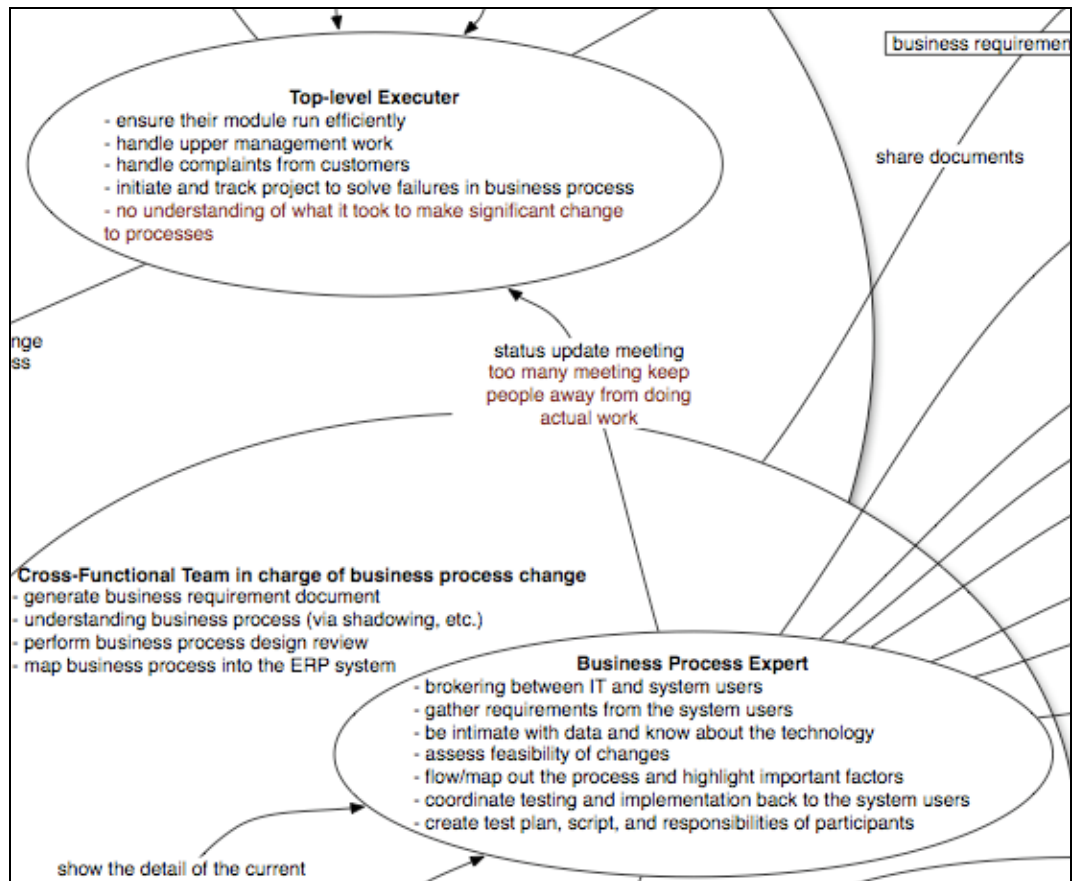 business requiremen
Top-level Executer
- ensure their module run efficiently
- handle upper management work
- handle complaints from customers
- initiate and track project to solve failures in business process
- no understanding of what it took to make significant change
to processes
share documents
nge
ss
status update meeting
too many meeting keep
people away from doing
actual work
Cross-Functional Team in charge of business process change
- generate business requirement document
- understanding business process (via shadowing, etc.)
- perform business process design review
- map business process into the ERP system
Business Process Expert
- brokering between IT and system users
- gather requirements from the system users
- be intimate with data and know about the technology
- assess feasibility of changes
- flow/map out the process and highlight important factors
- coordinate testing and implementation back to the system users
- create test plan, script, and responsibilities of participants
show the detail of the current